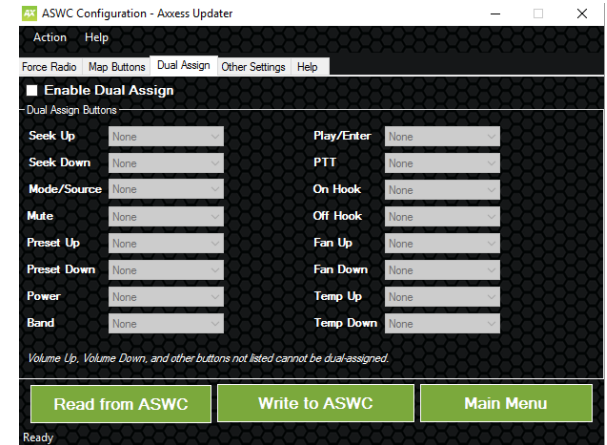 AX ASWC Configuration - Axxess Updater
Action Help
Force Radio Map Buttons Dual Assign Other Settings Help
Enable Dual Assign
Dual Assign Buttons
Seek Up None Play/Enter None
Seek Down None PTT None
Mode/Source None On Hook None
Mute None Off Hook None
Preset Up None Fan Up None
Preset Down None Fan Down None
Power None Temp Up None
Band None Temp Down None
Volume Up, Volume Down, and other buttons not listed cannot be dual-assigned.
Read from ASWC Write to ASWC Main Menu
Ready